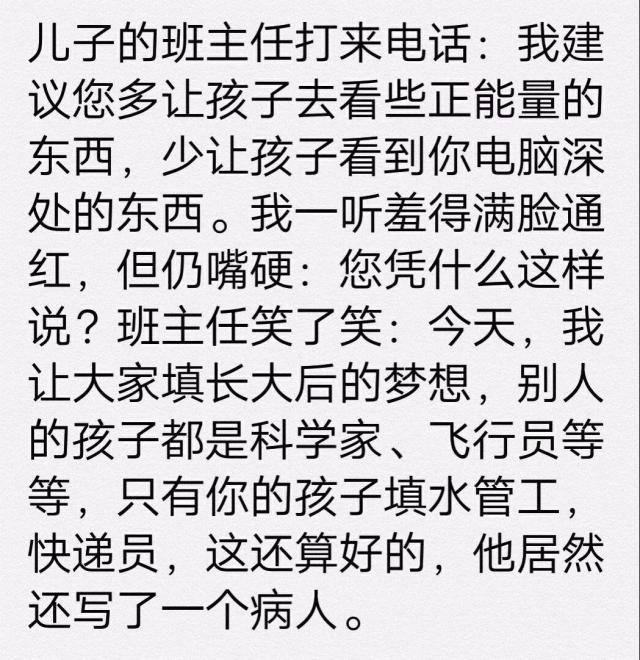 儿子的班主任打来电话：我建
议您多让孩子去看些正能量的
东西，少让孩子看到你电脑深
处的东西。我一听羞得满脸通
红，但仍嘴硬：您凭什么这样
说？班主任笑了笑：今天，我
让大家填长大后的梦想，别人
的孩子都是科学家、飞行员等
等，只有你的孩子填水管工，
快递员，这还算好的，他居然
还写了一个病人。